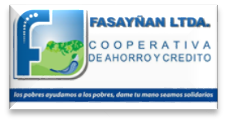 FASAYÑAN LTDA.
COOPERATIVA
DE AHORRO Y CREDITO
los pobres ayudamos a los pobres, dame tu mano seamos solidarios